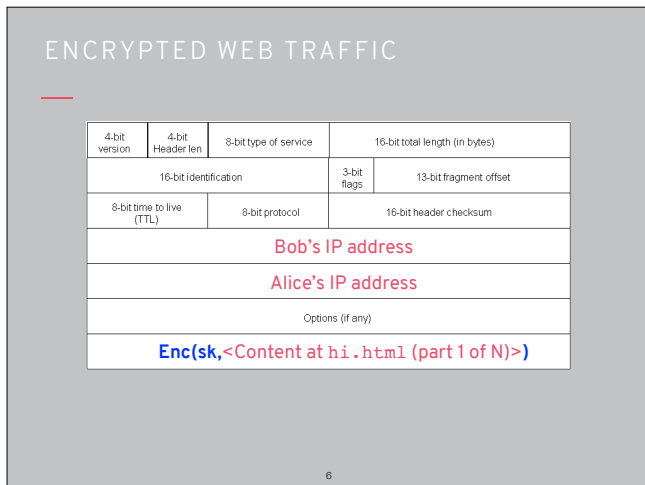 ENCRYPTED WEB TRAFFIC
4-bit version 4-bit Header len 8-bit type of service 16-bit total length (in bytes)
16-bit identification 3-bit flags 13-bit fragment offset
8-bit time to live (TTL) 8-bit protocol 16-bit header checksum
Bob's IP address
Alice's IP address
Options (if any)
Enc(sk,<Content at hi.html (part 1 of N)>)
6